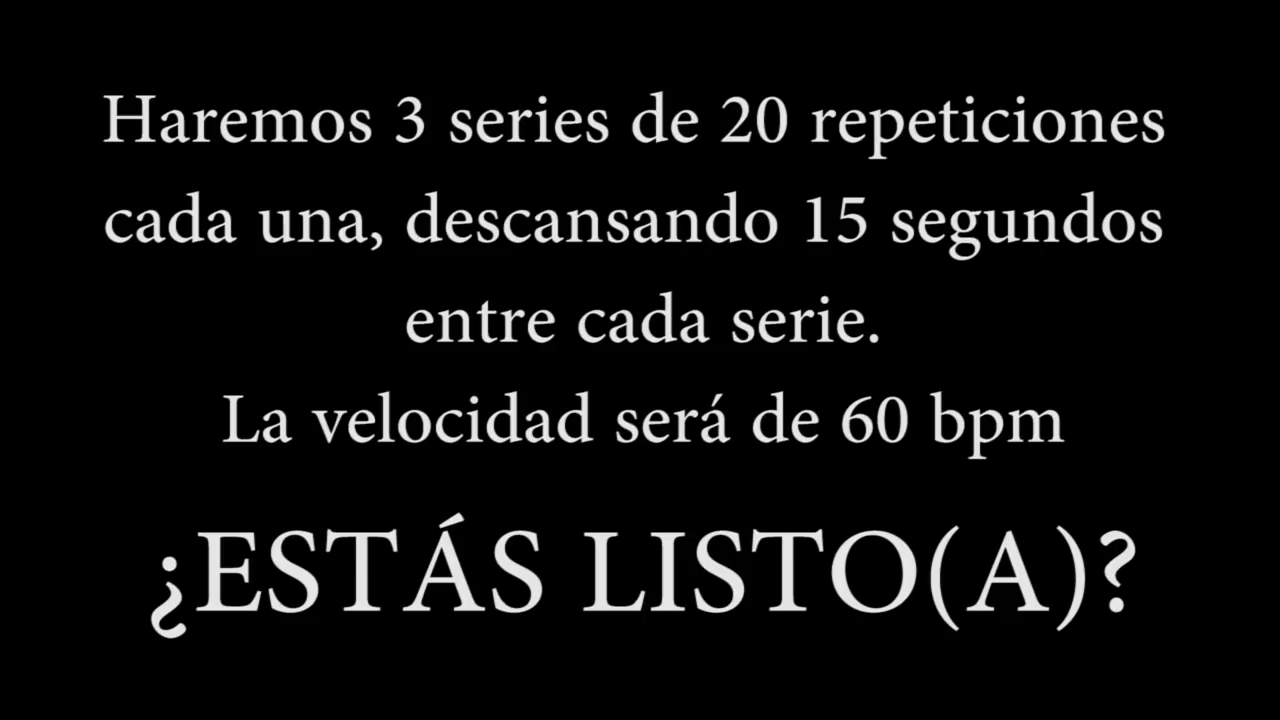 Haremos 3 series de 20 repeticiones
cada una, descansando 15 segundos
entre cada serie.
La velocidad será de 60 bpm
¿ESTÁS LISTO(A)?